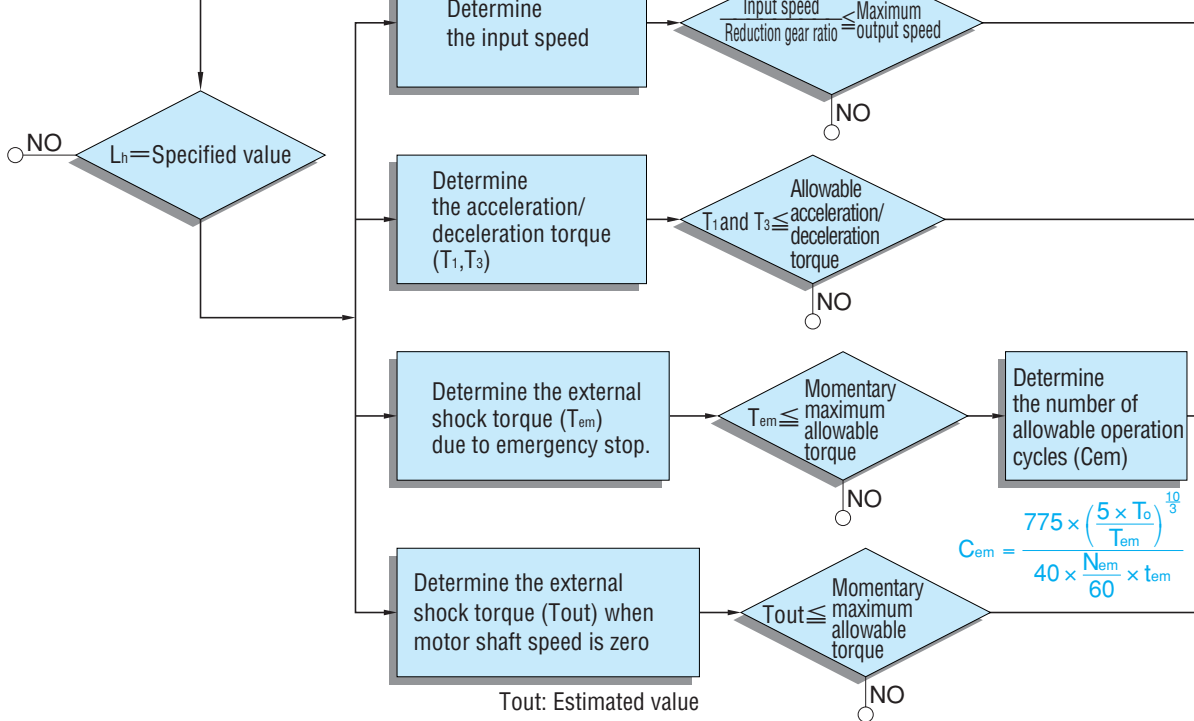 Determine
the input speed
Input speed
Reduction gear ratio
≦
Maximum
output speed
NO
NO
Lh=Specified value
Determine
the acceleration/
deceleration torque
(T1,T3)
T1 and T3≦
Allowable
acceleration/
deceleration
torque
NO
Determine the external
shock torque (Tem)
due to emergency stop.
Tem≦
Momentary
maximum
allowable
torque
NO
Determine
the number of
allowable operation
cycles (Cem)
Cem = 775 × (5 × To / Tem)^10/3 / 40 × Nem/60 × tem
Determine the external
shock torque (Tout) when
motor shaft speed is zero
Tout≦
Momentary
maximum
allowable
torque
NO
Tout: Estimated value